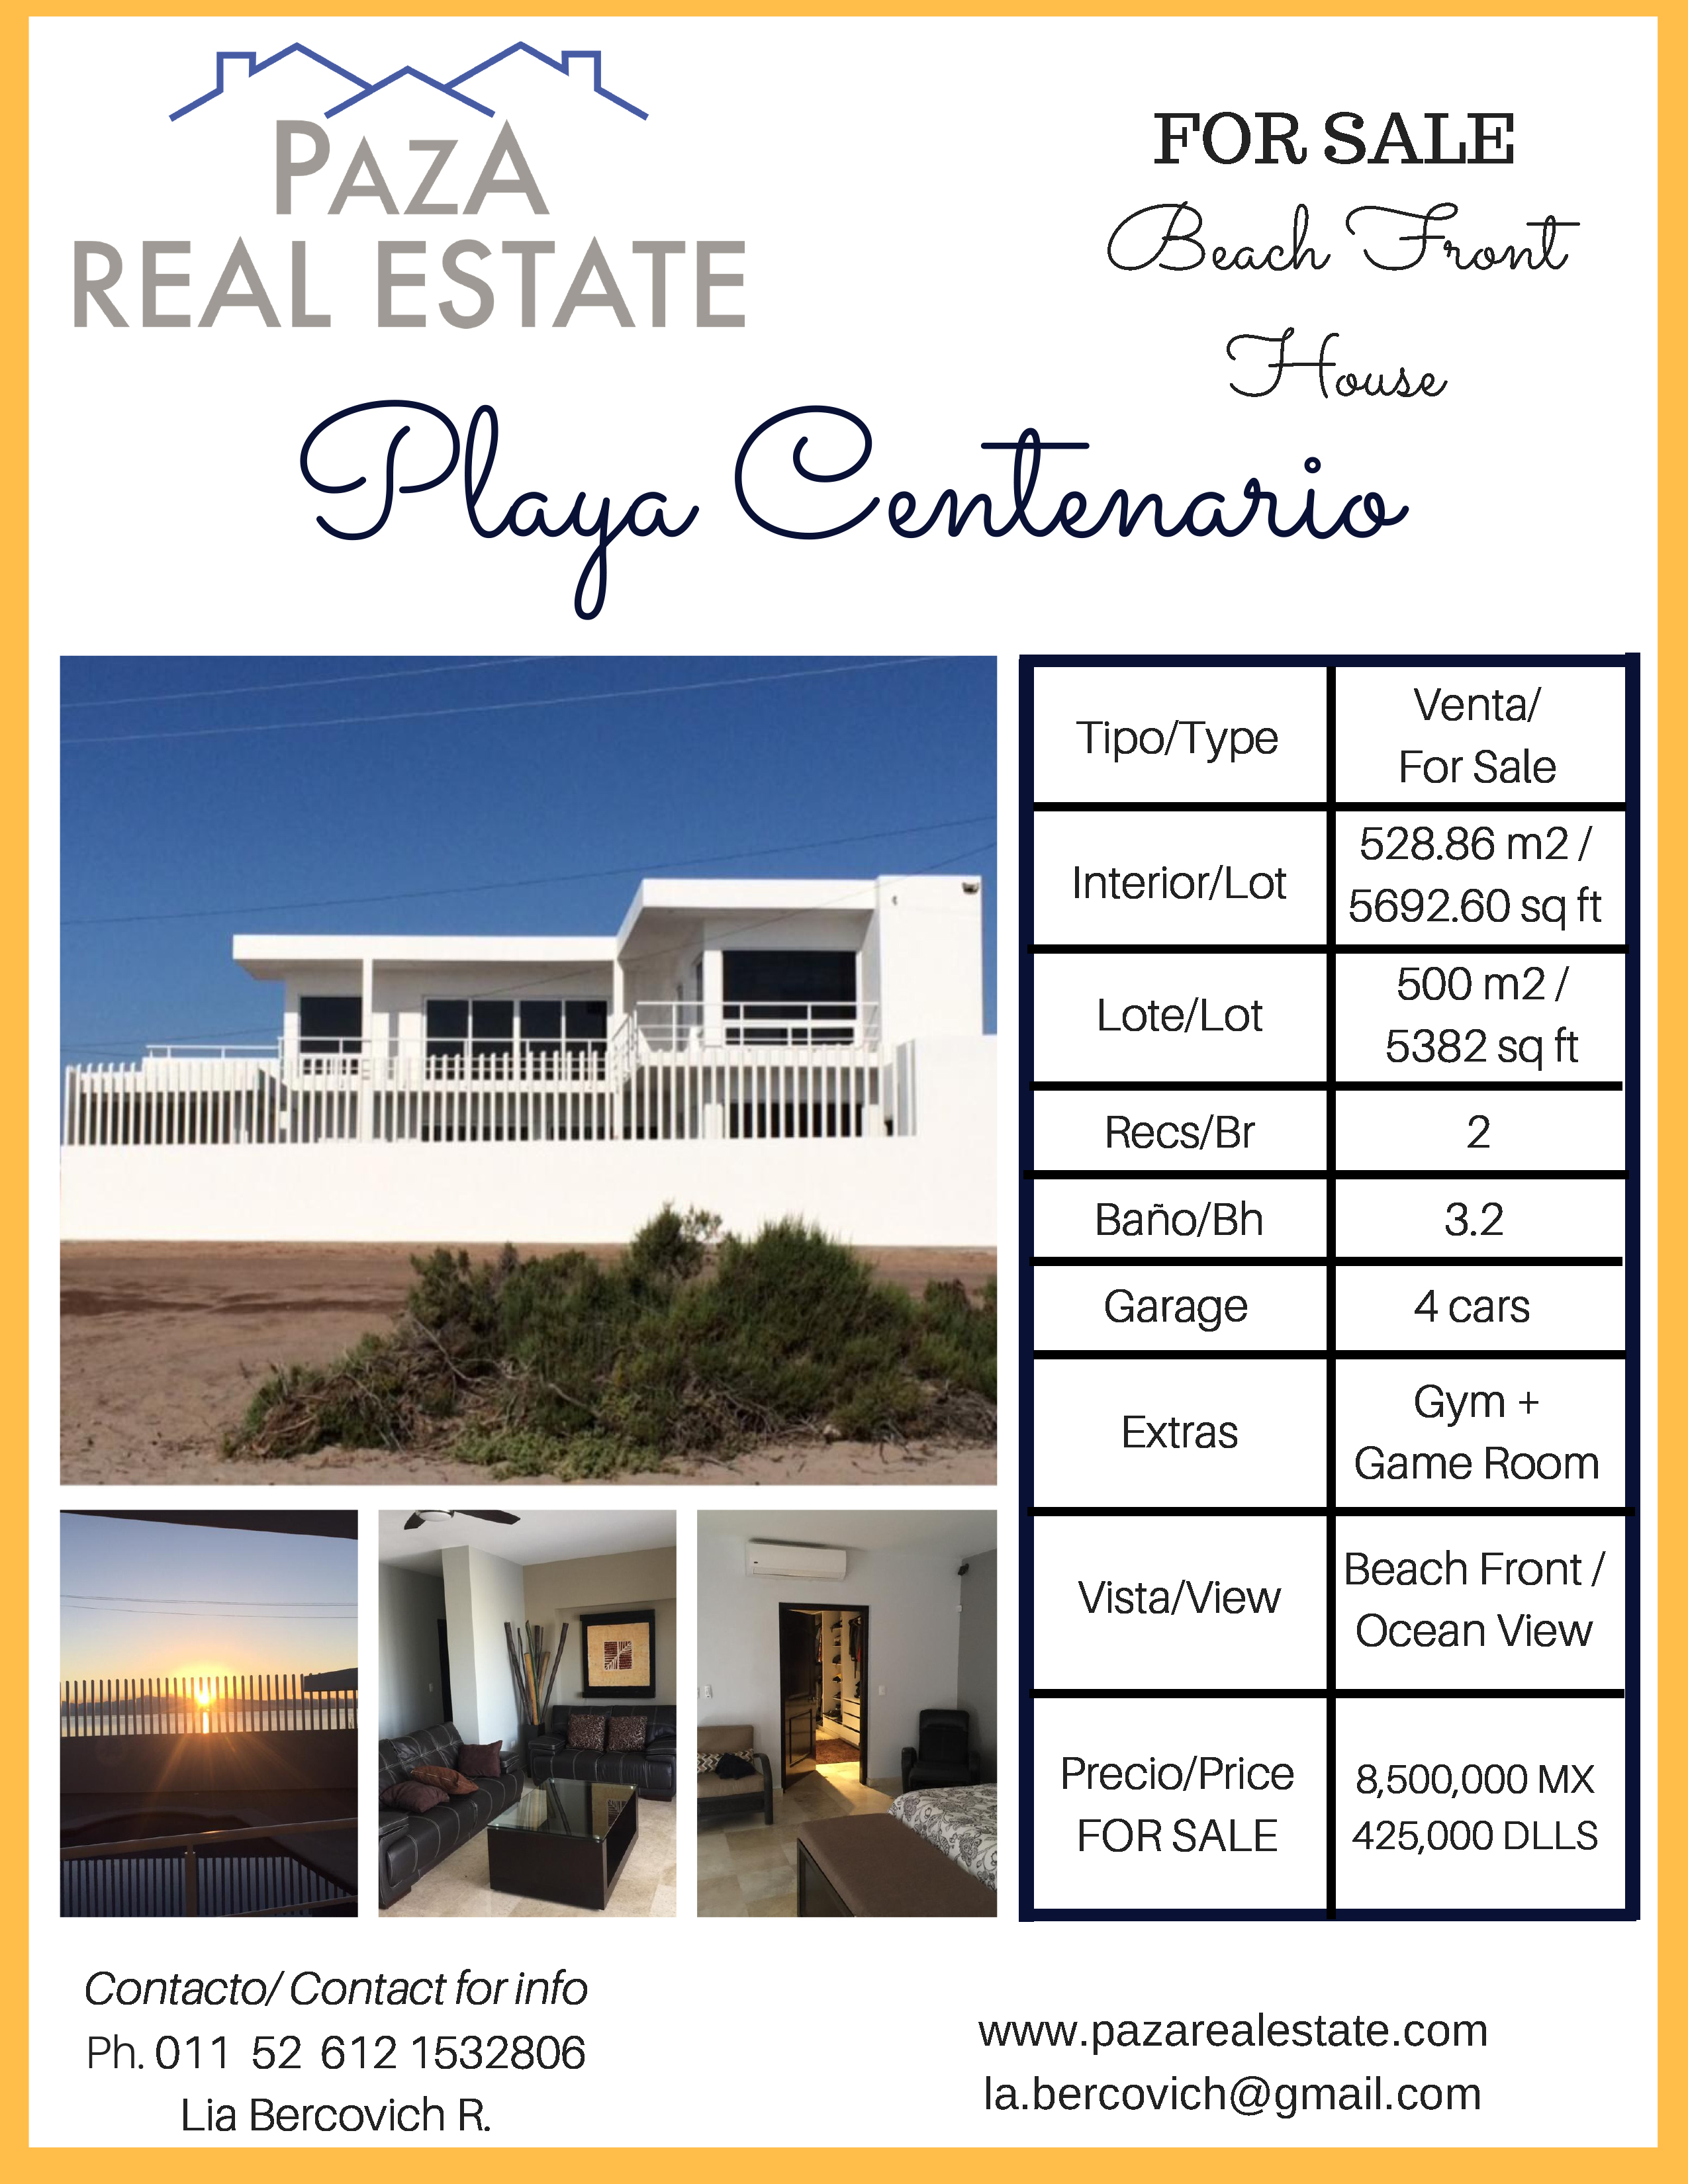 PAZA
REAL ESTATE
FOR SALE
Beach Front
House
Playa Centenario
Tipo/Type
Venta/
For Sale
Interior/Lot
528.86 m2 /
5692.60 sq ft
Lote/Lot
500 m2 /
5382 sq ft
Recs/Br
2
Baño/Bh
3.2
Garage
4 cars
Extras
Gym +
Game Room
Vista/View
Beach Front /
Ocean View
Precio/Price
FOR SALE
8,500,000 MX
425,000 DLLS
Contacto/ Contact for info
Ph. 011 52 612 1532806
Lia Bercovich R.
www.pazarealestate.com
la.bercovich@gmail.com